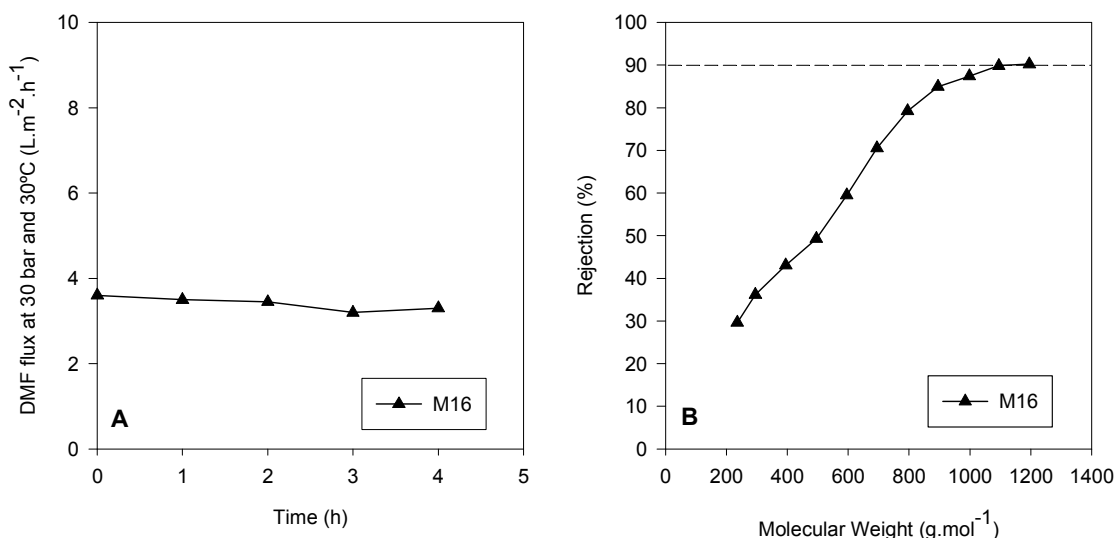 10
8
6
4
2
0
DMF flux at 30 bar and 30ºC (L.m⁻².h⁻¹)
A
M16
0 1 2 3 4 5
Time (h)
100
90
80
70
60
50
40
30
20
10
0
Rejection (%)
B
M16
0 200 400 600 800 1000 1200 1400
Molecular Weight (g.mol⁻¹)